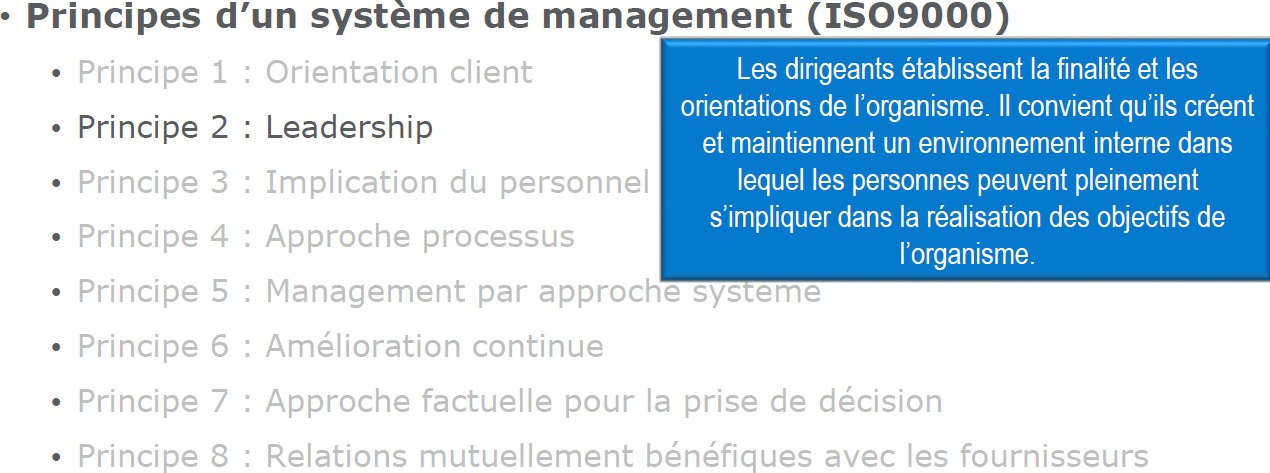 • Principes d’un système de management (ISO9000)
• Principe 1 : Orientation client
• Principe 2 : Leadership
• Principe 3 : Implication du personnel
• Principe 4 : Approche processus
• Principe 5 : Management par approche système
• Principe 6 : Amélioration continue
• Principe 7 : Approche factuelle pour la prise de décision
• Principe 8 : Relations mutuellement bénéfiques avec les fournisseurs
Les dirigeants établissent la finalité et les
orientations de l’organisme. Il convient qu’ils créent
et maintiennent un environnement interne dans
lequel les personnes peuvent pleinement
s’impliquer dans la réalisation des objectifs de
l’organisme.